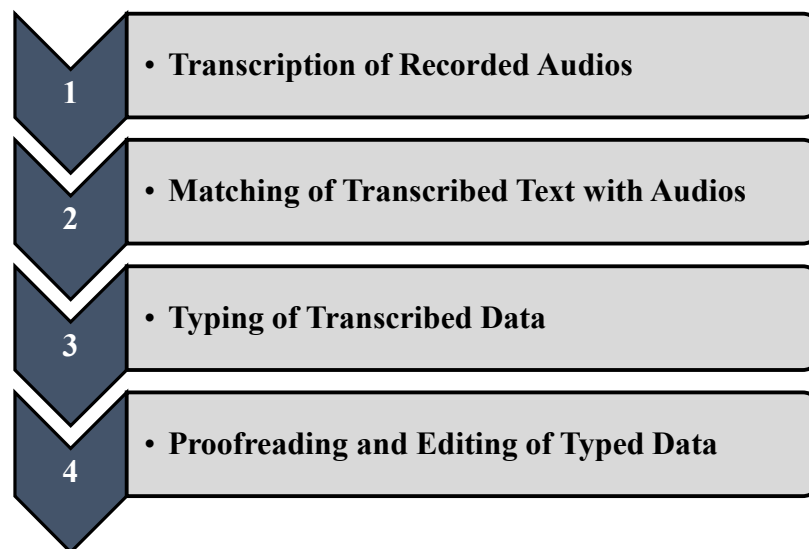 1
• Transcription of Recorded Audios
2
• Matching of Transcribed Text with Audios
3
• Typing of Transcribed Data
4
• Proofreading and Editing of Typed Data